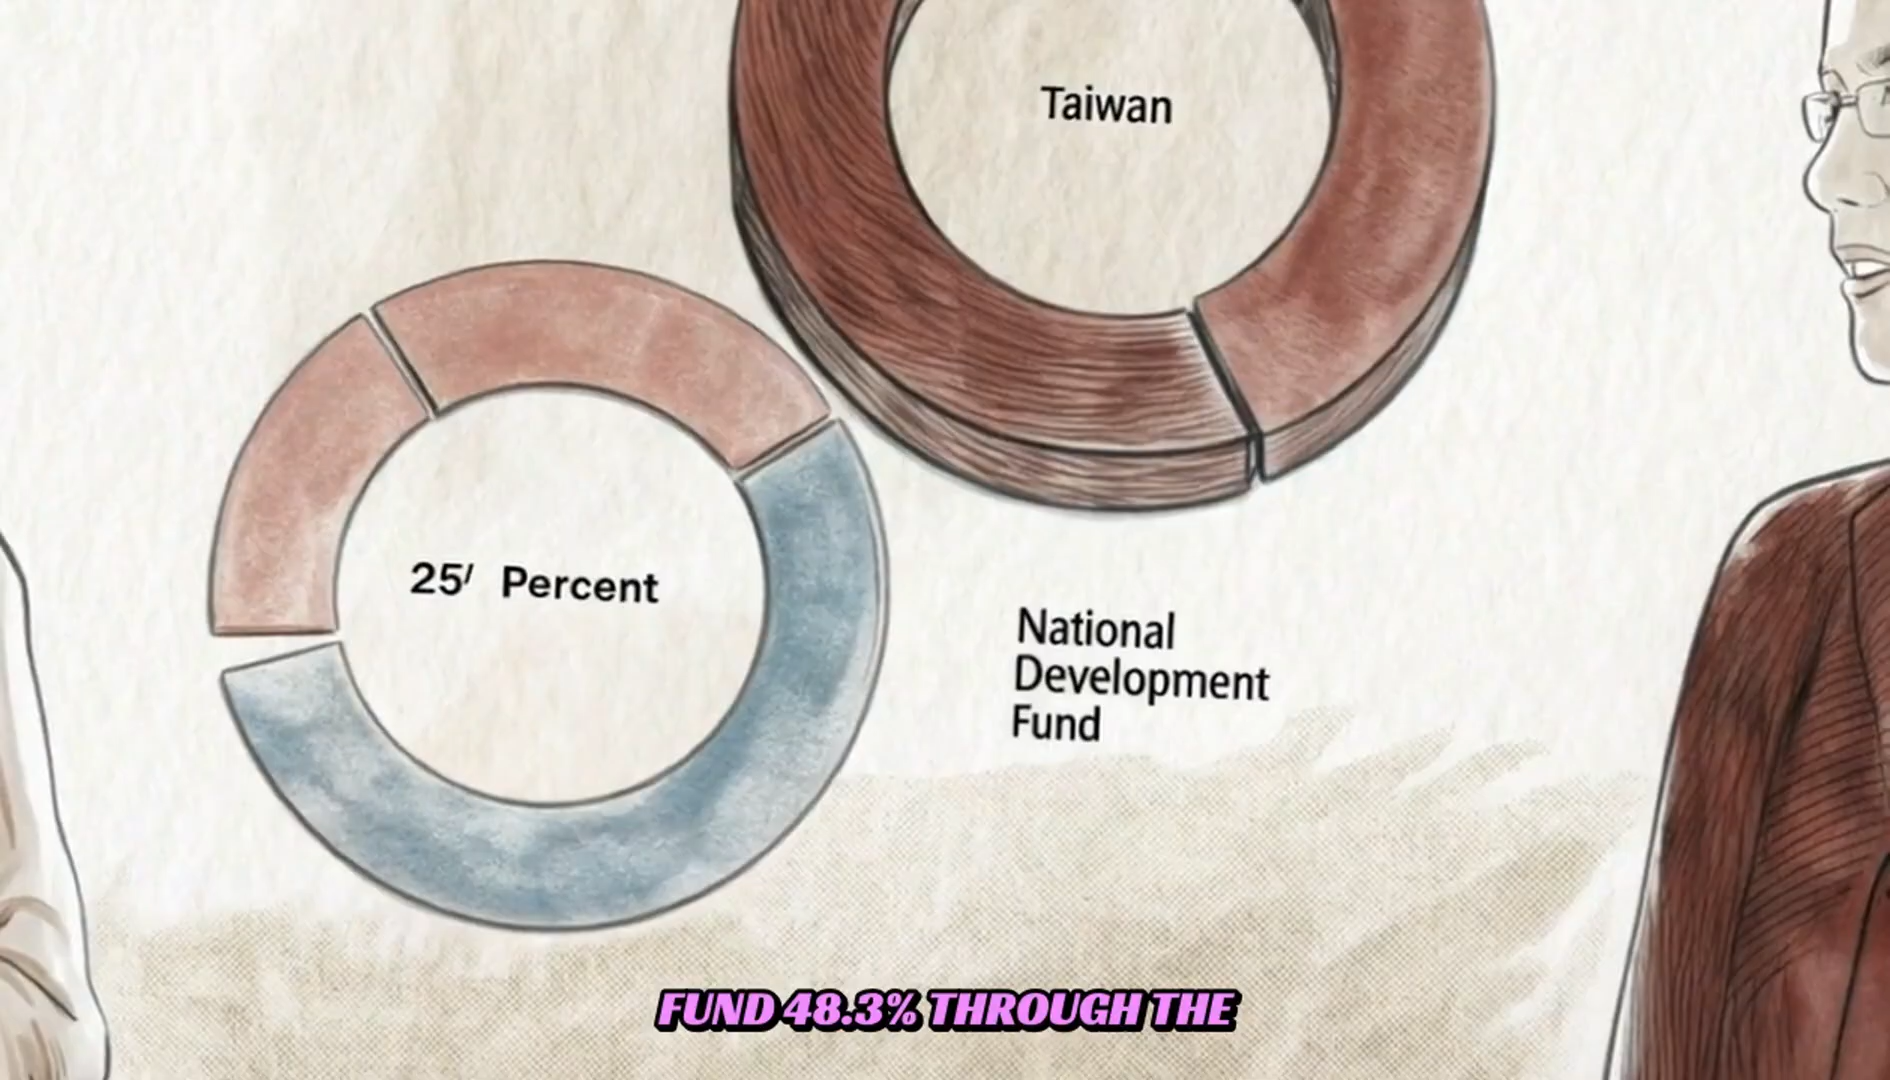 Taiwan
25/ Percent
National
Development
Fund
FUND 48.3% THROUGH THE